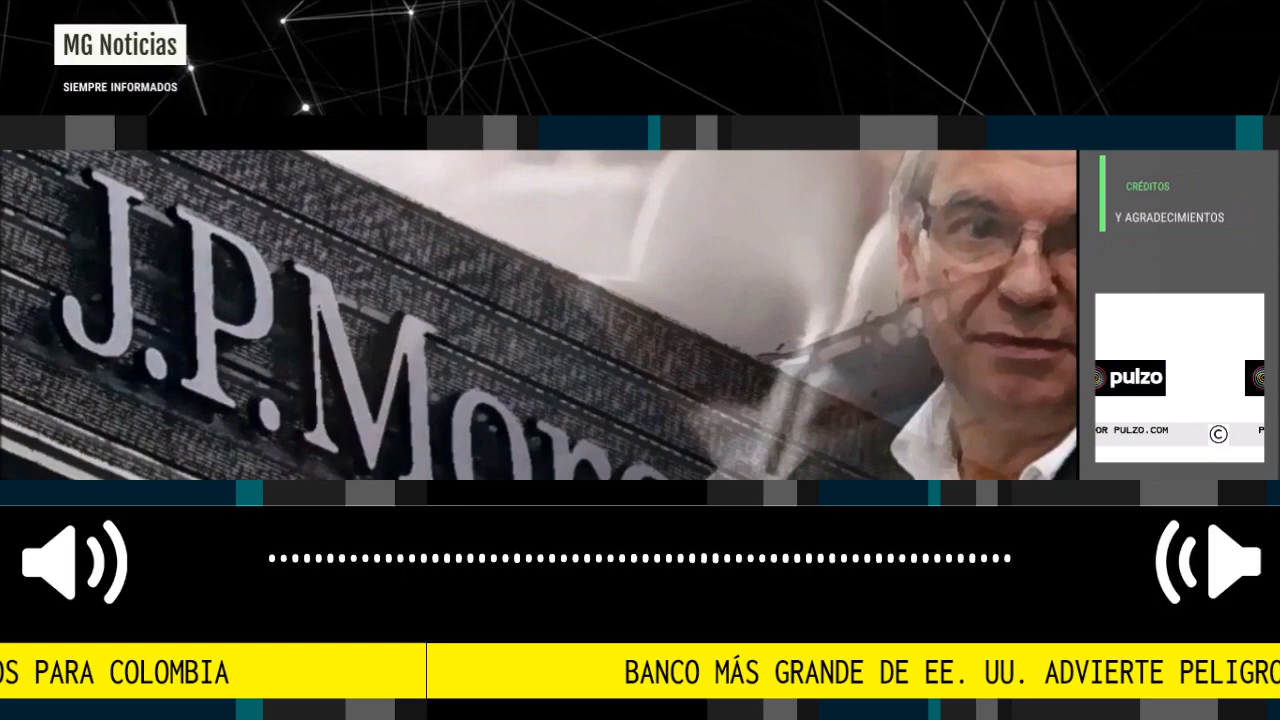 MG Noticias
SIEMPRE INFORMADOS
CRÉDITOS
Y AGRADECIMIENTOS
J.P.Mor
pulzo
OR PULZO.COM
©
P
OS PARA COLOMBIA
BANCO MÁS GRANDE DE EE. UU. ADVIERTE PELIGRO